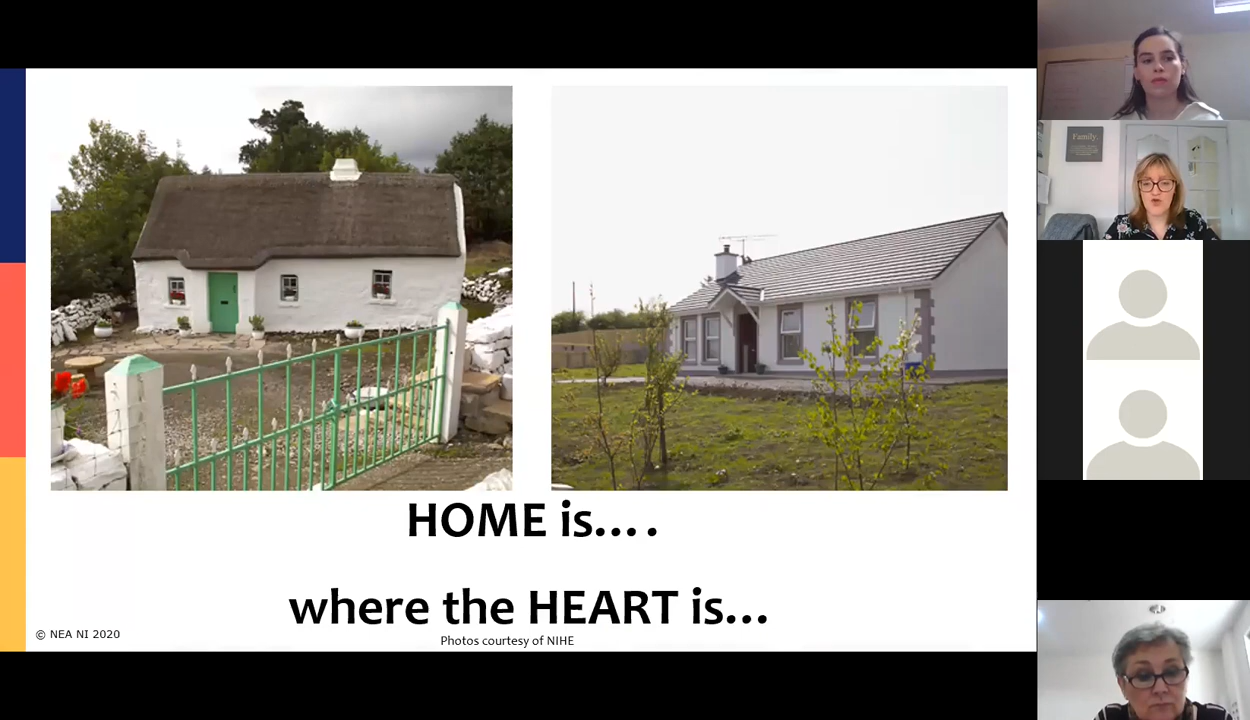 HOME is....
where the HEART is...
© NEA NI 2020
Photos courtesy of NIHE
Family